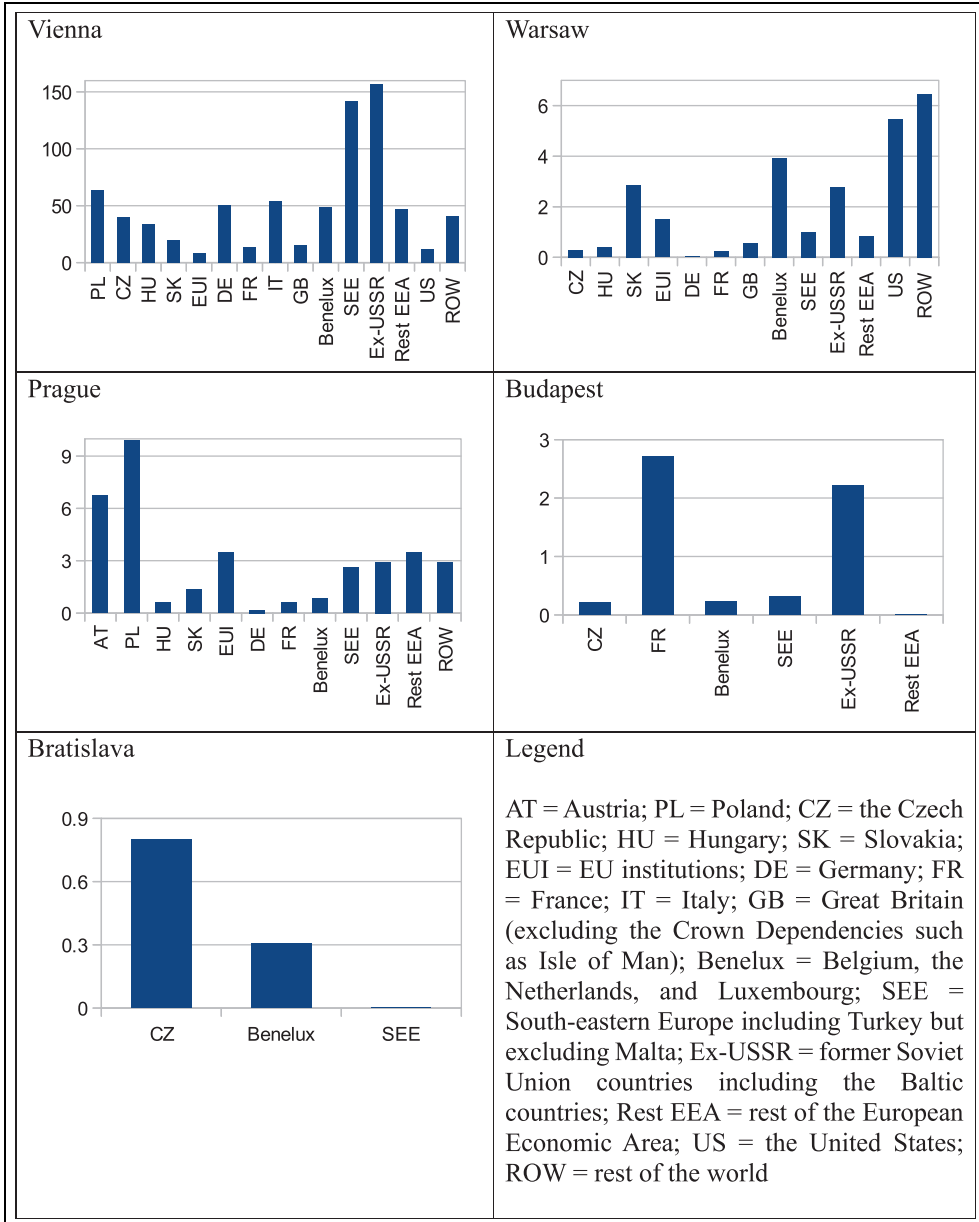 Vienna
150
100
50
0
PL
CZ
HU
SK
EUI
DE
FR
IT
GB
Benelux
SEE
Ex-USSR
Rest EEA
US
ROW
Warsaw
6
4
2
0
CZ
HU
SK
EUI
DE
FR
GB
Benelux
SEE
Ex-USSR
Rest EEA
US
ROW
Prague
9
6
3
0
AT
PL
HU
SK
EUI
DE
FR
Benelux
SEE
Ex-USSR
Rest EEA
ROW
Budapest
3
2
1
0
CZ
FR
Benelux
SEE
Ex-USSR
Rest EEA
Bratislava
0.9
0.6
0.3
0
CZ
Benelux
SEE
Legend
AT = Austria; PL = Poland; CZ = the Czech
Republic; HU = Hungary; SK = Slovakia;
EUI = EU institutions; DE = Germany; FR
= France; IT = Italy; GB = Great Britain
(excluding the Crown Dependencies such
as Isle of Man); Benelux = Belgium, the
Netherlands, and Luxembourg; SEE =
South-eastern Europe including Turkey but
excluding Malta; Ex-USSR = former Soviet
Union countries including the Baltic
countries; Rest EEA = rest of the European
Economic Area; US = the United States;
ROW = rest of the world